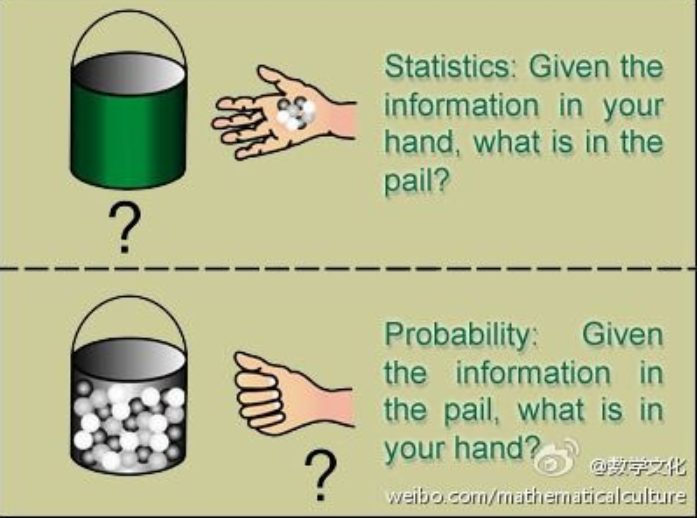 Statistics: Given the
information in your
hand, what is in the
pail?
?
Probability: Given
the information in
the pail, what is in
your hand?
?
@数学文化
weibo.com/mathematicalculture